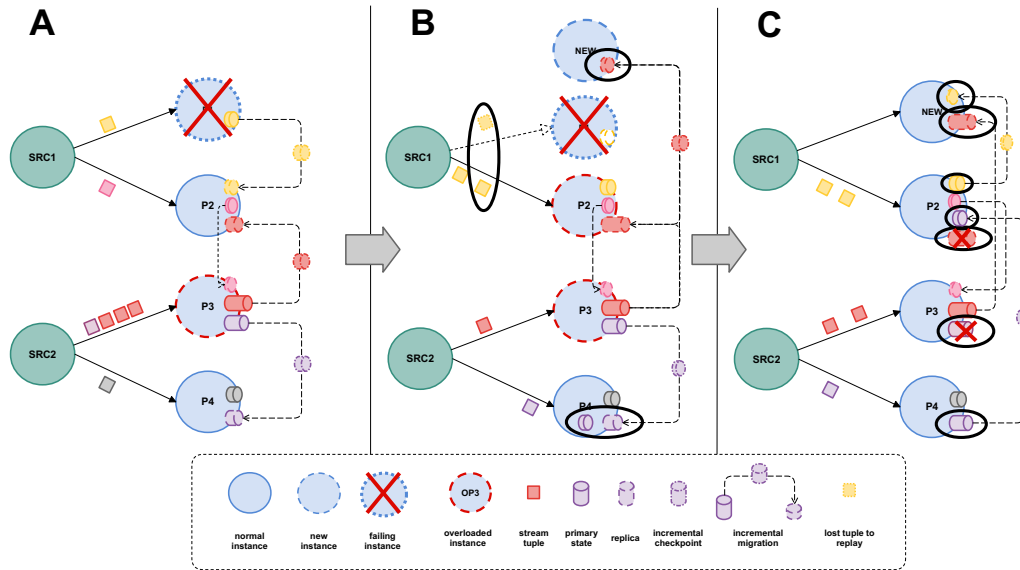 A
B
C
NEW
SRC1
P2
P3
SRC2
P4
SRC1
P2
P3
SRC2
P4
NEW
SRC1
P2
P3
SRC2
P4
OP3
normal
instance
new
instance
failing
instance
overloaded
instance
stream
tuple
primary
state
replica
incremental
checkpoint
incremental
migration
lost tuple to
replay